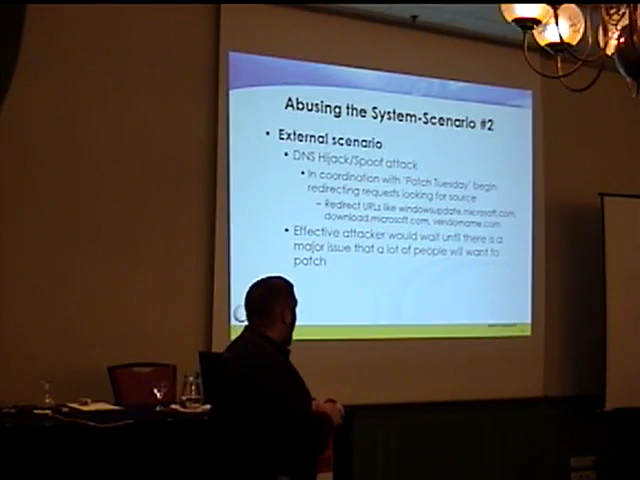 Abusing the System-Scenario #2
• External scenario
• DNS Hijack/Spoof attack
• In coordination with 'Patch Tuesday' begin
redirecting requests looking for source
– Redirect URLs like windowsupdate.microsoft.com,
download.microsoft.com, vendorname.com
• Effective attacker would wait until there is a
major issue that a lot of people will want to
patch